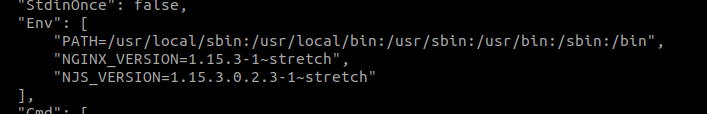 "StdinOnce": false,
"Env": [
"PATH=/usr/local/sbin:/usr/local/bin:/usr/sbin:/usr/bin:/sbin:/bin",
"NGINX_VERSION=1.15.3-1~stretch",
"NJS_VERSION=1.15.3.0.2.3-1~stretch"
],
"Cmd": [